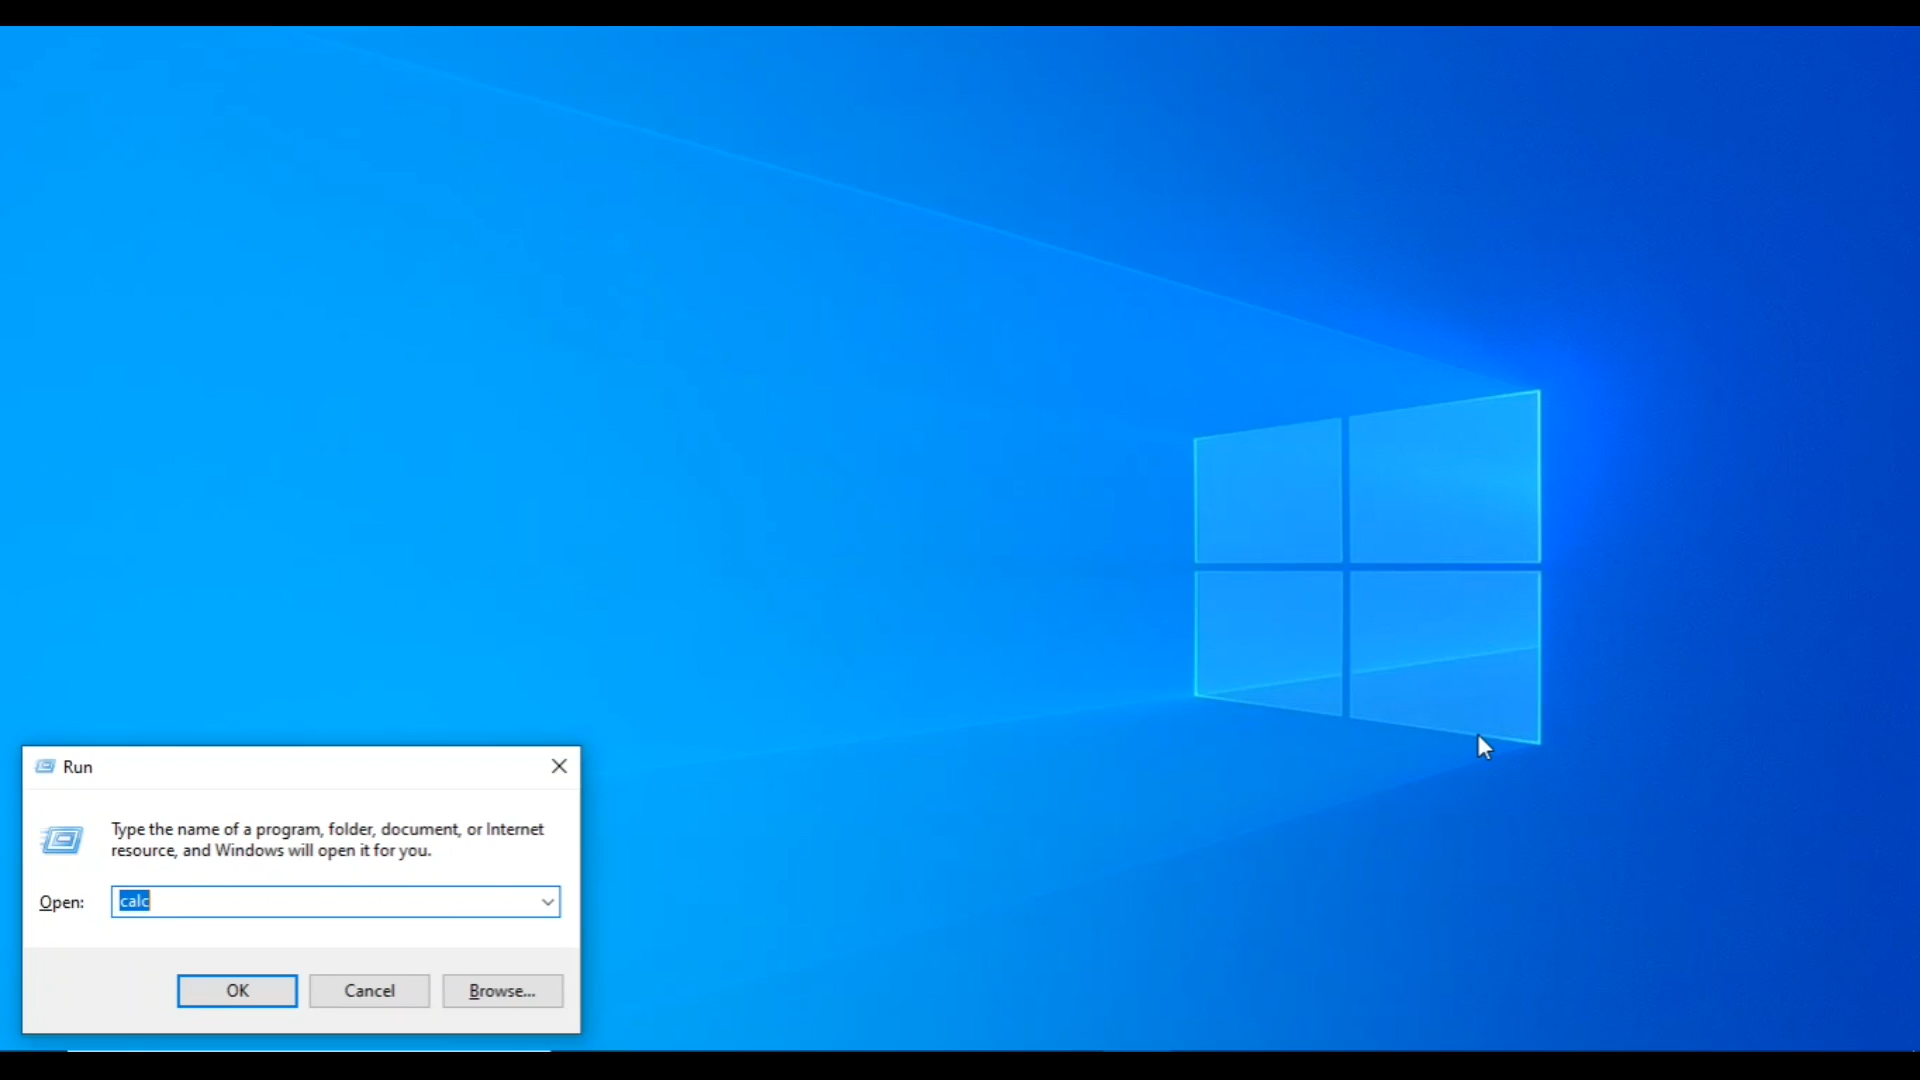 Run
Type the name of a program, folder, document, or Internet
resource, and Windows will open it for you.
Open: calc
OK Cancel Browse...